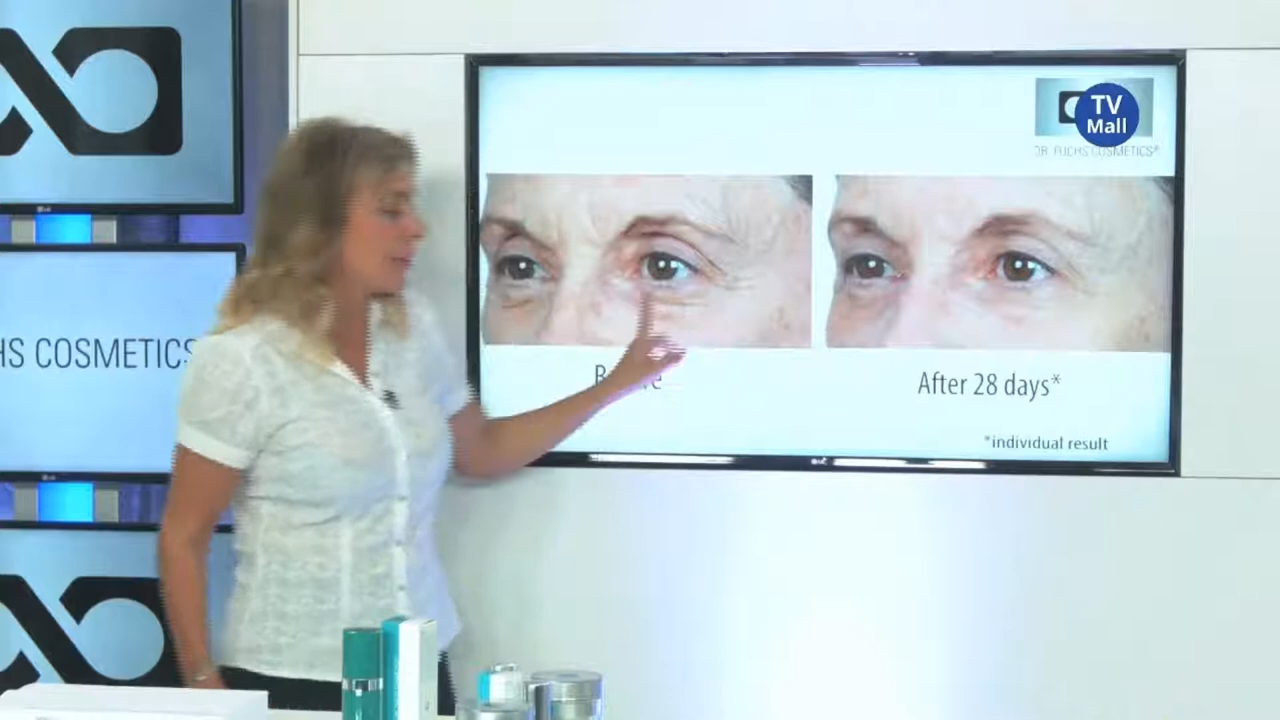 TV
Mall
DR. FUCHS COSMETICS®
HS COSMETICS
After 28 days*
*individual result